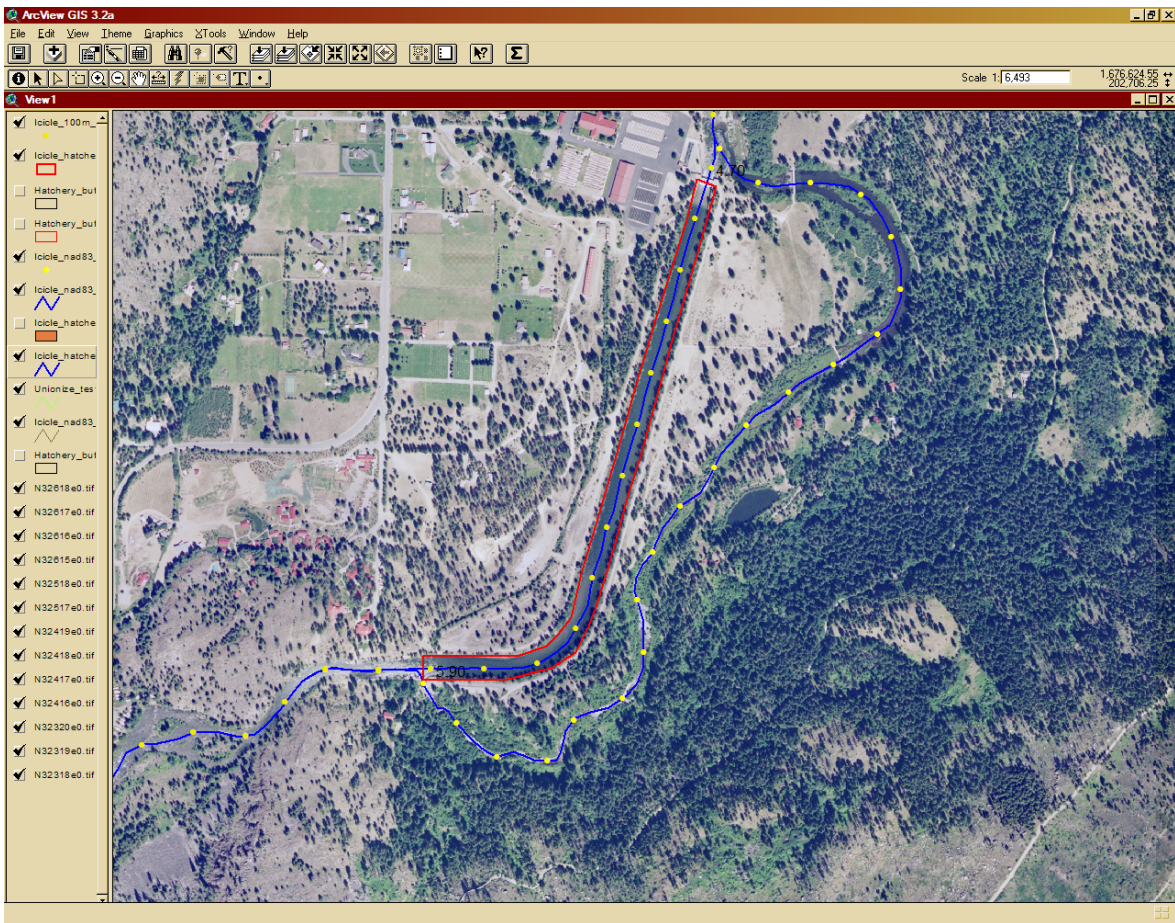 ArcView GIS 3.2a
File Edit View Theme Graphics XTools Window Help
Scale 1: 6,493
1,676,624.55
202,706.25
View1
Icicle_100m_
Icicle_hatche
Hatchery_but
Hatchery_but
Icicle_nad83_
Icicle_nad83_
Icicle_hatche
Icicle_hatche
Unionize_tes
Icicle_nad83_
Hatchery_but
N32618e0.tif
N32617e0.tif
N32616e0.tif
N32615e0.tif
N32518e0.tif
N32517e0.tif
N32419e0.tif
N32418e0.tif
N32417e0.tif
N32416e0.tif
N32320e0.tif
N32319e0.tif
N32318e0.tif
4.70
5.90